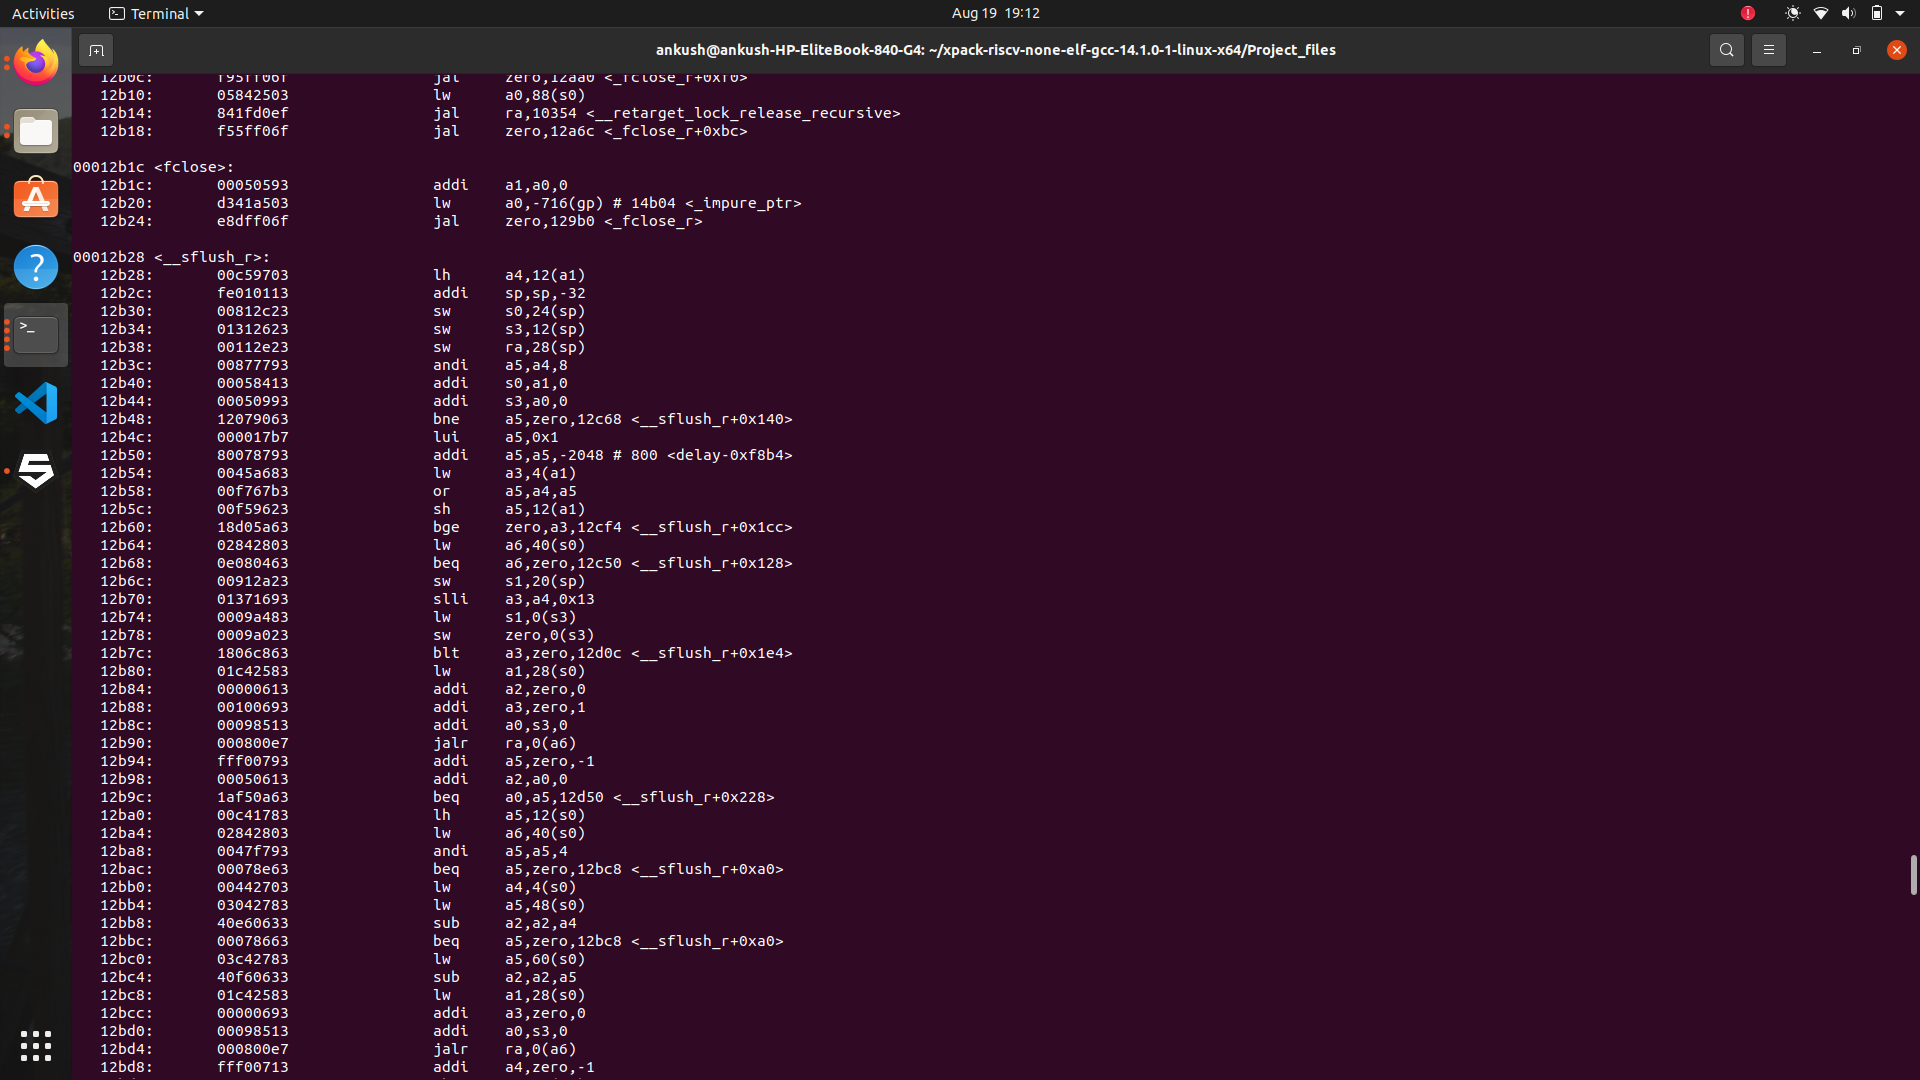 Activities Terminal Aug 19 19:12
ankush@ankush-HP-EliteBook-840-G4: ~/xpack-riscv-none-elf-gcc-14.1.0-1-linux-x64/Project_files
12b0c: f95ff06f jal zero,12aa0 <_fclose_r+0xf0>
12b10: 05842503 lw a0,88(s0)
12b14: 841fd0ef jal ra,10354 <__retarget_lock_release_recursive>
12b18: f55ff06f jal zero,12a6c <_fclose_r+0xbc>
00012b1c <fclose>:
12b1c: 00050593 addi a1,a0,0
12b20: d341a503 lw a0,-716(gp) # 14b04 <_impure_ptr>
12b24: e8dff06f jal zero,129b0 <_fclose_r>
00012b28 <__sflush_r>:
12b28: 00c59703 lh a4,12(a1)
12b2c: fe010113 addi sp,sp,-32
12b30: 00812c23 sw s0,24(sp)
12b34: 01312623 sw s3,12(sp)
12b38: 00112e23 sw ra,28(sp)
12b3c: 00877793 andi a5,a4,8
12b40: 00058413 addi s0,a1,0
12b44: 00050993 addi s3,a0,0
12b48: 12079063 bne a5,zero,12c68 <__sflush_r+0x140>
12b4c: 000017b7 lui a5,0x1
12b50: 80078793 addi a5,a5,-2048 # 800 <delay-0xf8b4>
12b54: 0045a683 lw a3,4(a1)
12b58: 00f767b3 or a5,a4,a5
12b5c: 00f59623 sh a5,12(a1)
12b60: 18d05a63 bge zero,a3,12cf4 <__sflush_r+0x1cc>
12b64: 02842803 lw a6,40(s0)
12b68: 0e080463 beq a6,zero,12c50 <__sflush_r+0x128>
12b6c: 00912a23 sw s1,20(sp)
12b70: 01371693 slli a3,a4,0x13
12b74: 0009a483 lw s1,0(s3)
12b78: 0009a023 sw zero,0(s3)
12b7c: 1806c863 blt a3,zero,12d0c <__sflush_r+0x1e4>
12b80: 01c42583 lw a1,28(s0)
12b84: 00000613 addi a2,zero,0
12b88: 00100693 addi a3,zero,1
12b8c: 00098513 addi a0,s3,0
12b90: 000800e7 jalr ra,0(a6)
12b94: fff00793 addi a5,zero,-1
12b98: 00050613 addi a2,a0,0
12b9c: 1af50a63 beq a0,a5,12d50 <__sflush_r+0x228>
12ba0: 00c41783 lh a5,12(s0)
12ba4: 02842803 lw a6,40(s0)
12ba8: 0047f793 andi a5,a5,4
12bac: 00078e63 beq a5,zero,12bc8 <__sflush_r+0xa0>
12bb0: 00442703 lw a4,4(s0)
12bb4: 03042783 lw a5,48(s0)
12bb8: 40e60633 sub a2,a2,a4
12bbc: 00078663 beq a5,zero,12bc8 <__sflush_r+0xa0>
12bc0: 03c42783 lw a5,60(s0)
12bc4: 40f60633 sub a2,a2,a5
12bc8: 01c42583 lw a1,28(s0)
12bcc: 00000693 addi a3,zero,0
12bd0: 00098513 addi a0,s3,0
12bd4: 000800e7 jalr ra,0(a6)
12bd8: fff00713 addi a4,zero,-1